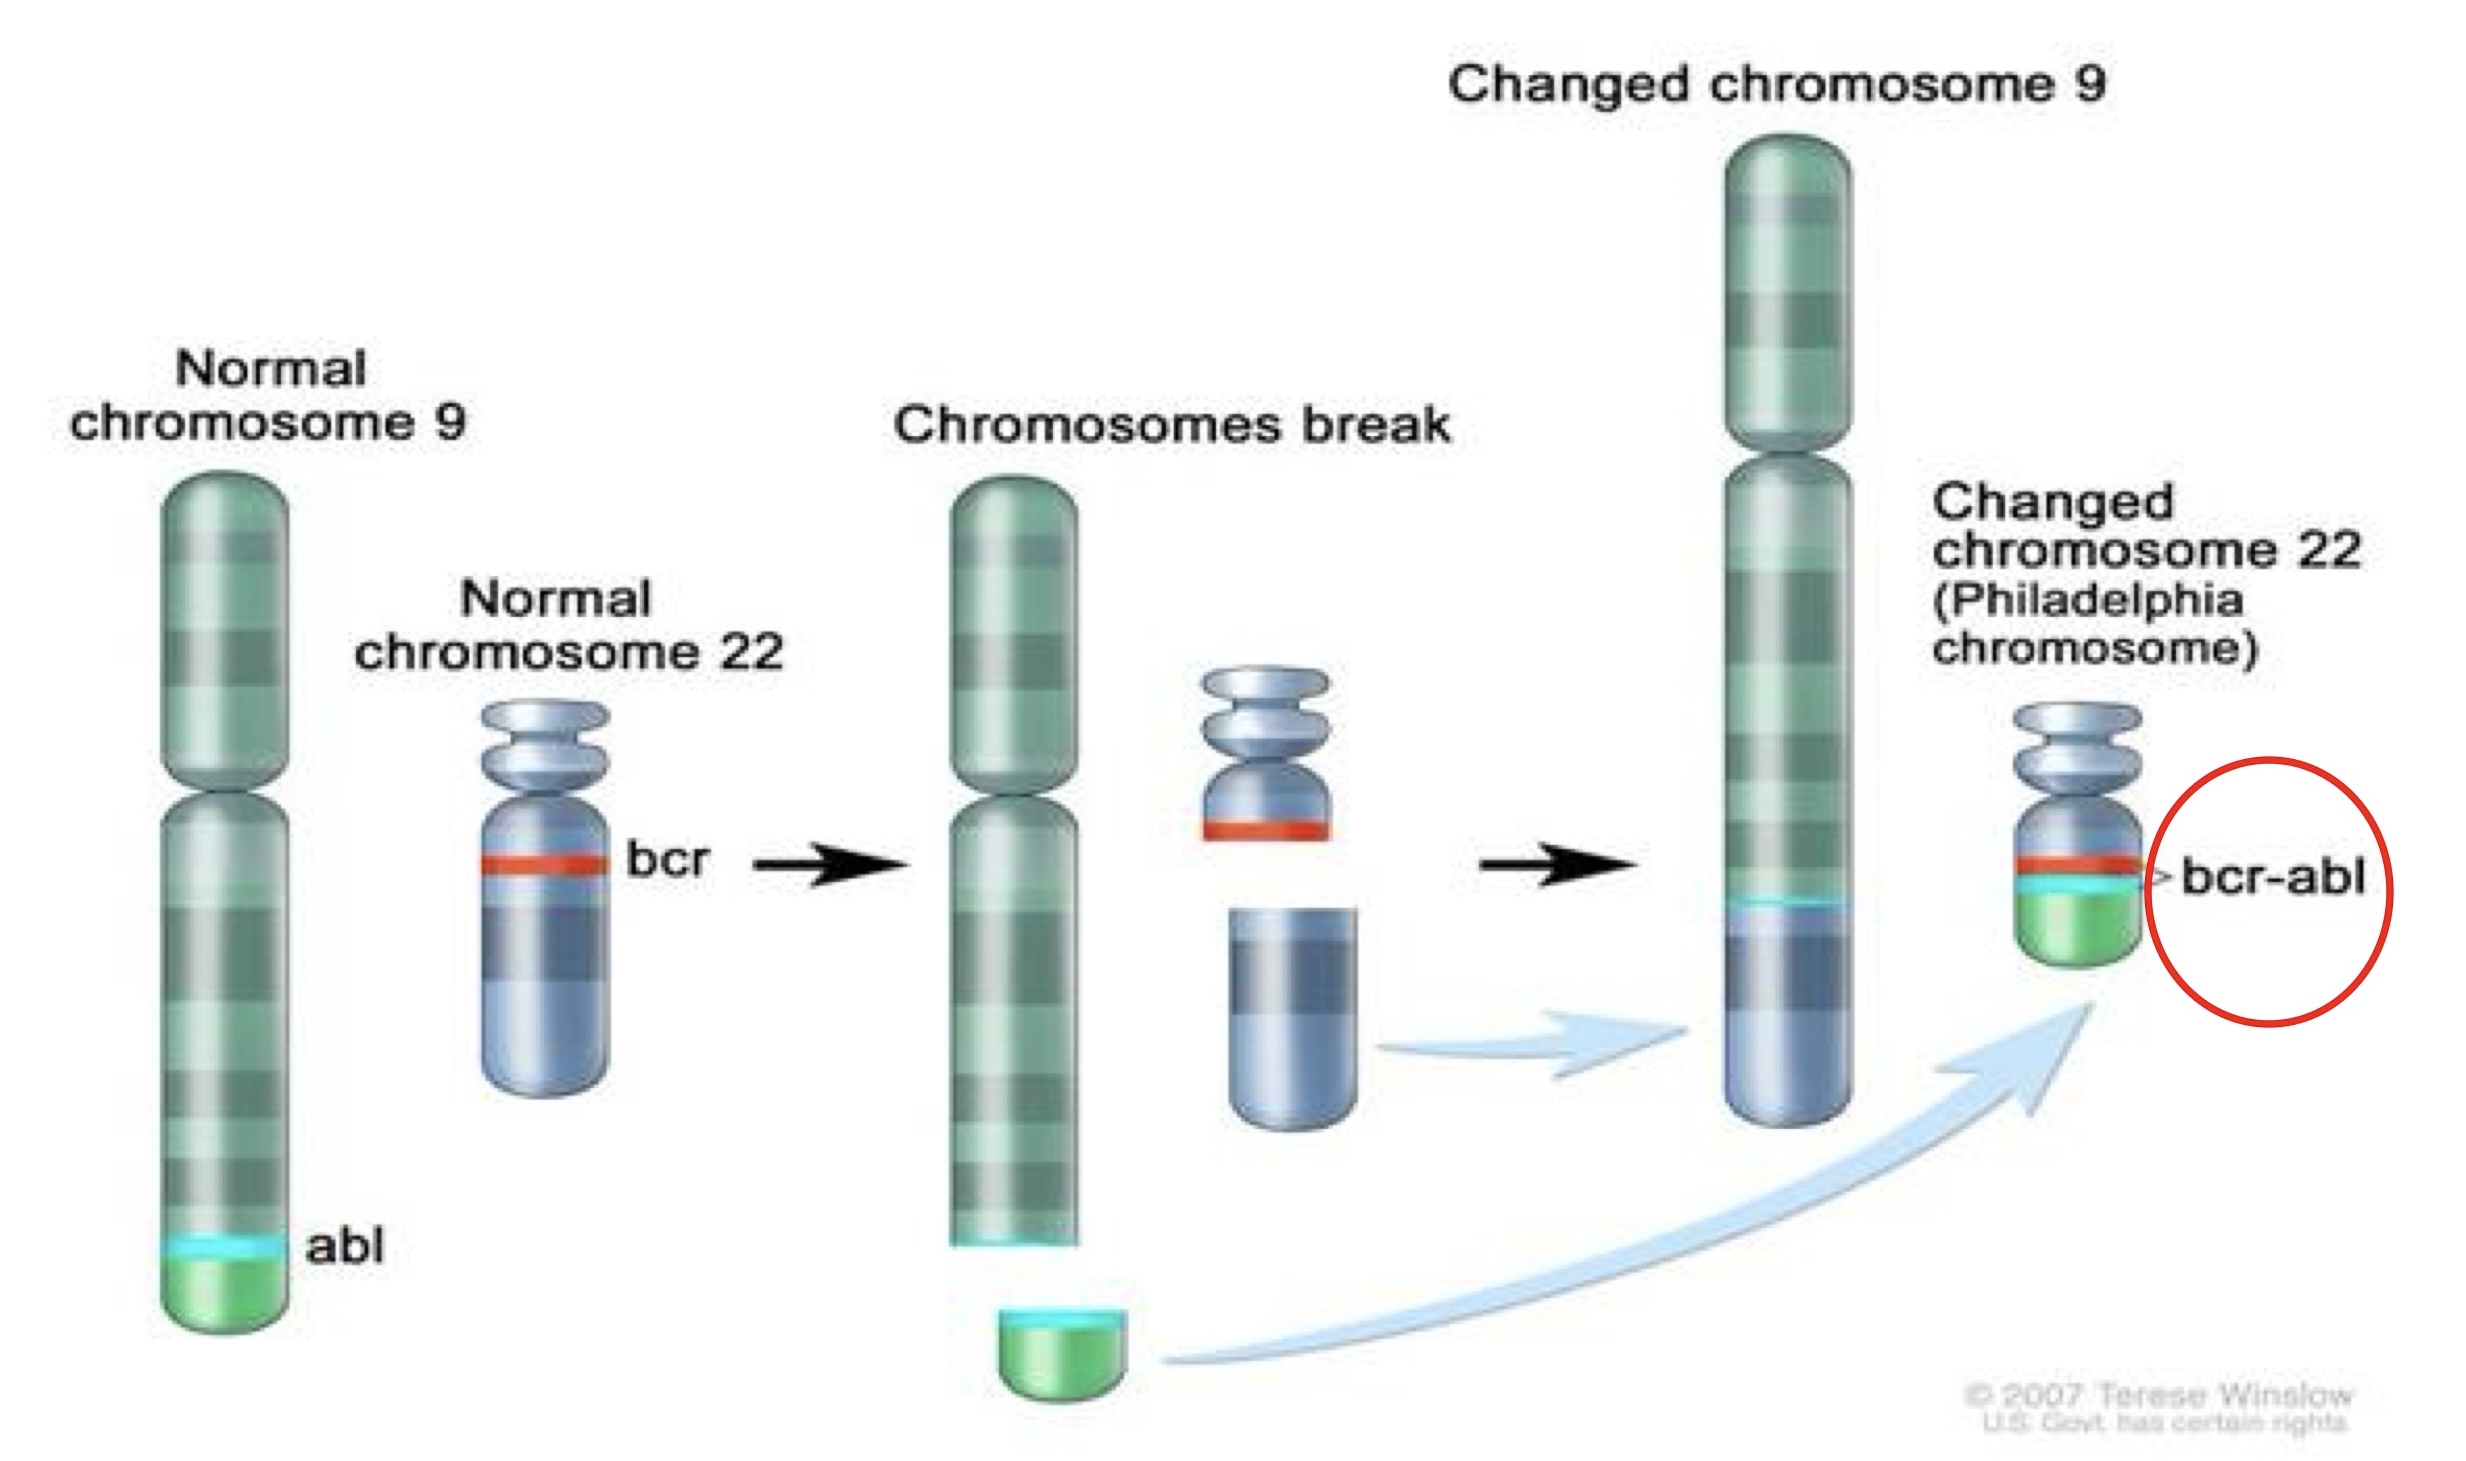 Changed chromosome 9
Normal
chromosome 9
Chromosomes break
Normal
chromosome 22
Changed
chromosome 22
(Philadelphia
chromosome)
bcr
bcr-abl
abl
© 2007 Terese Winslow
U.S. Govt. has certain rights